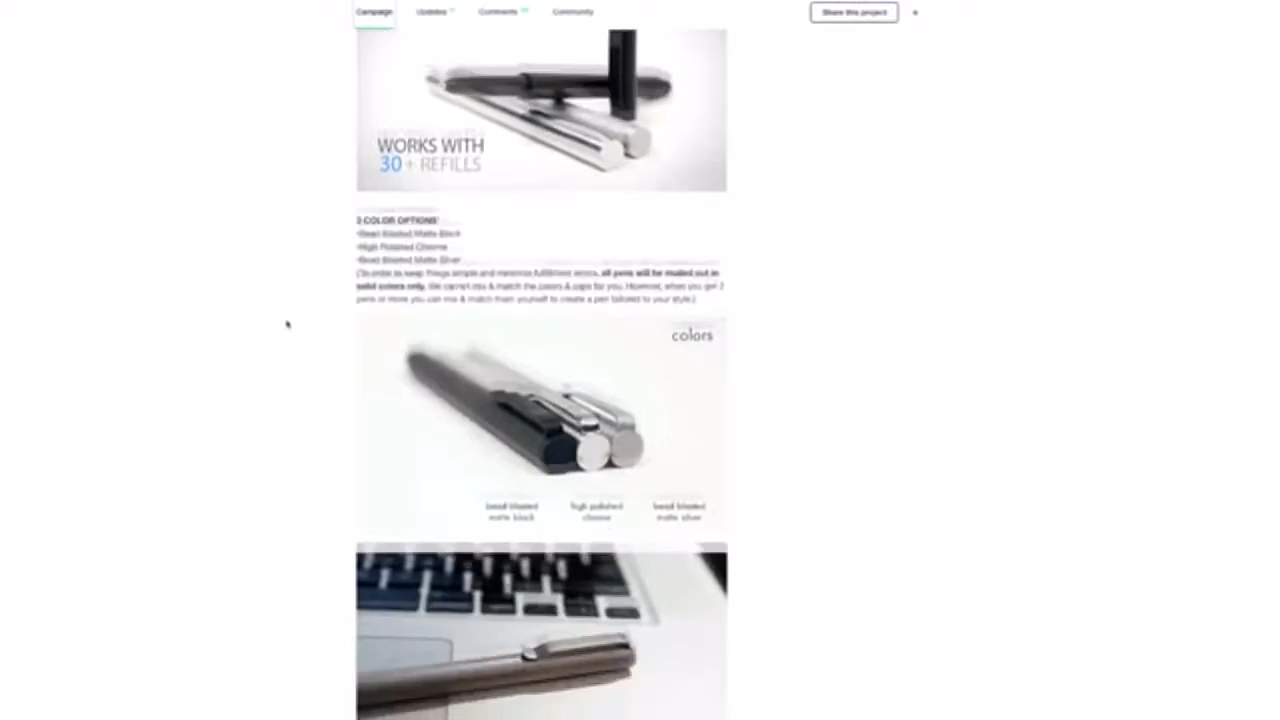 Campaign
Updates
Comments
Community
Share this project
WORKS WITH
30 + REFILLS
3 COLOR OPTIONS
-Bead Blasted Matte Black
-High Polished Chrome
-Bead Blasted Matte Silver
(In order to keep things simple and minimize fulfillment errors, all pens will be mailed out in
solid colors only. We cannot mix & match the colors & caps for you. However, when you get 2
pens or more you can mix & match them yourself to create a pen tailored to your style.)
colors
bead blasted
matte black
high polished
chrome
bead blasted
matte silver